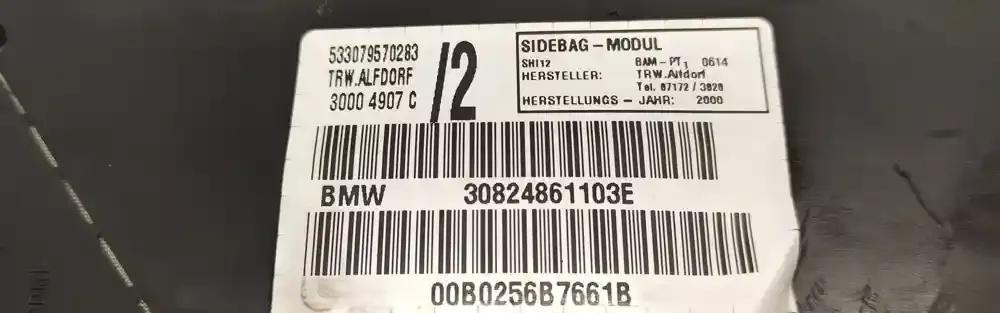 533079570283
TRW.ALFDORF
3000 4907 C
/2
SIDEBAG-MODUL
SHI12 BAM-PT₁ 0614
HERSTELLER: TRW.Alfdorf
Tel. 07172 / 3020
HERSTELLUNGS - JAHR: 2000
BMW 30824861103E
00B0256B7661B